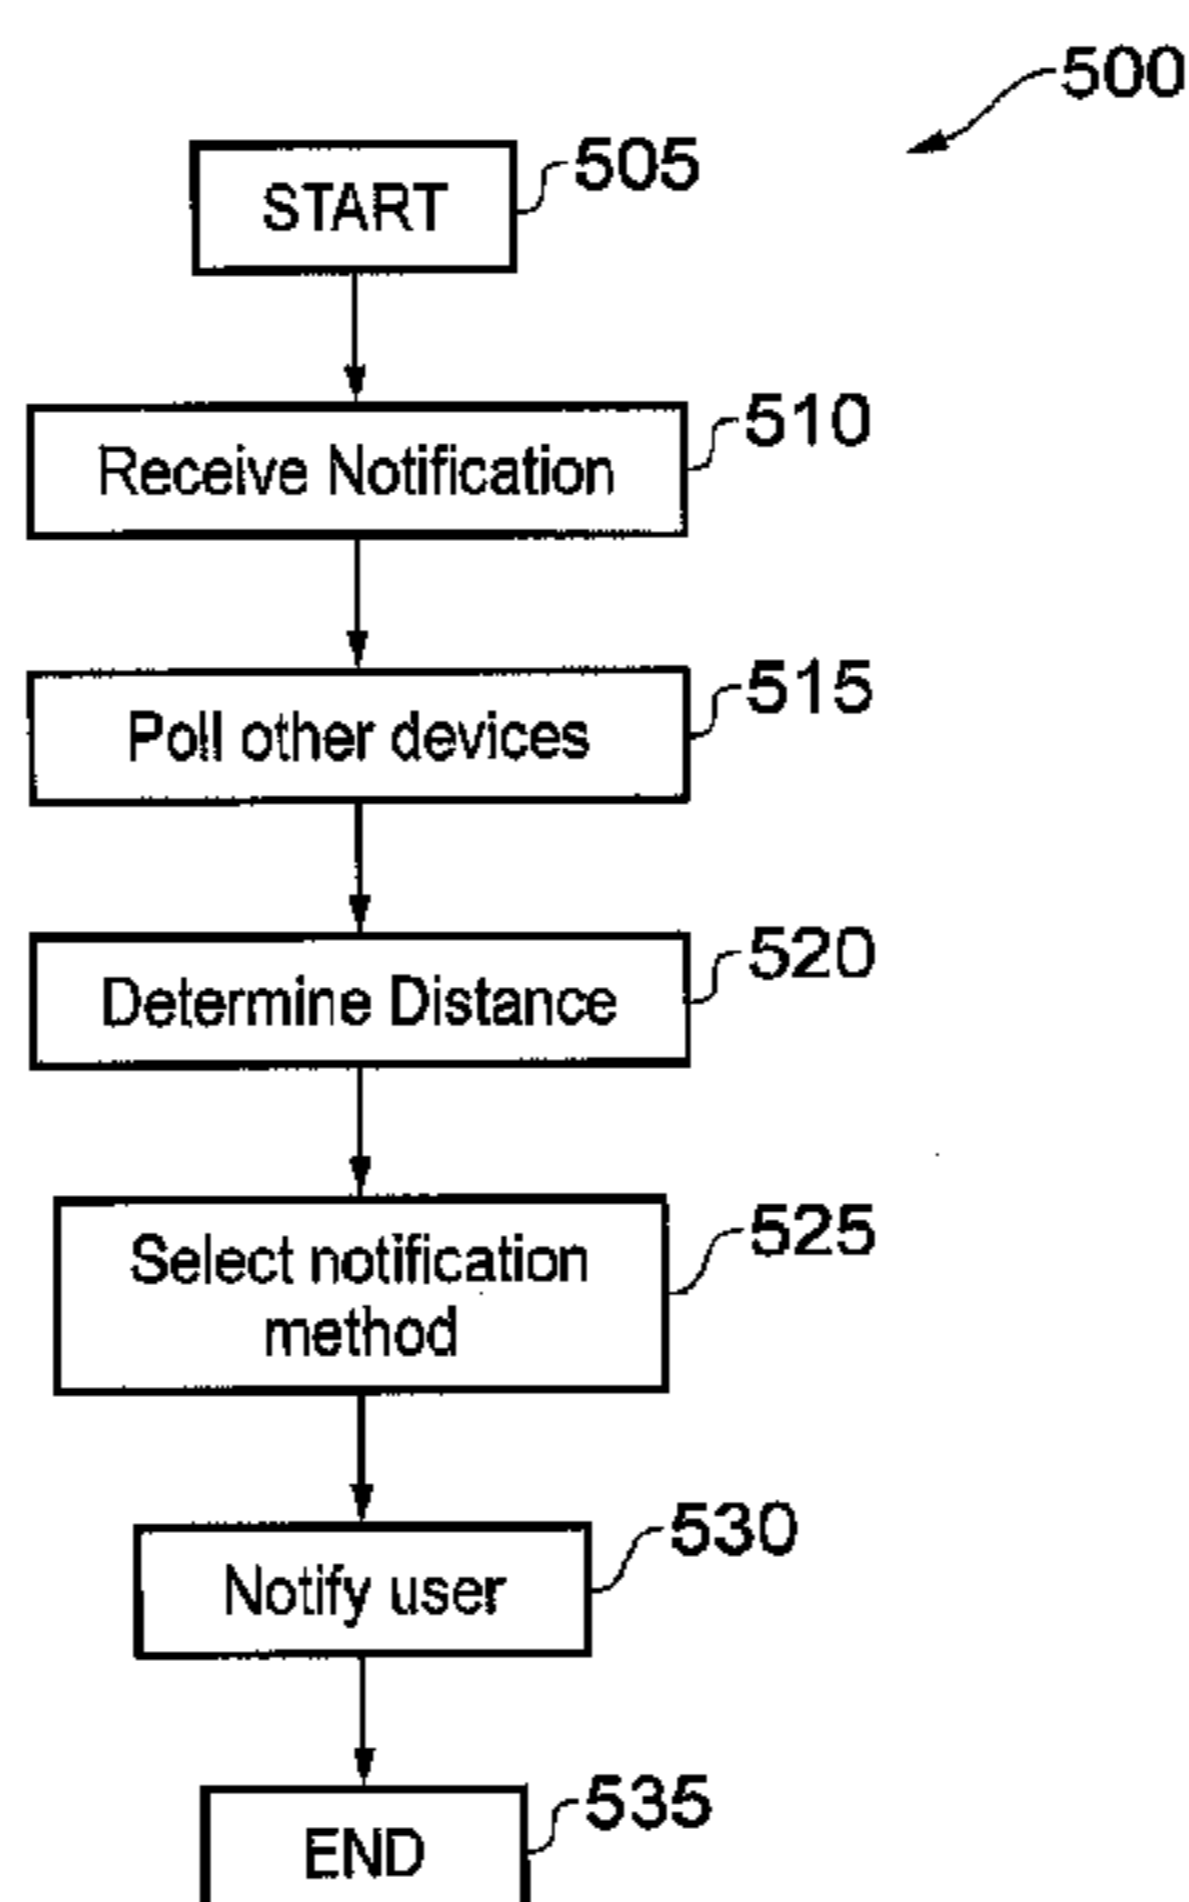 500
START
505
Receive Notification
510
Poll other devices
515
Determine Distance
520
Select notification
method
525
Notify user
530
END
535